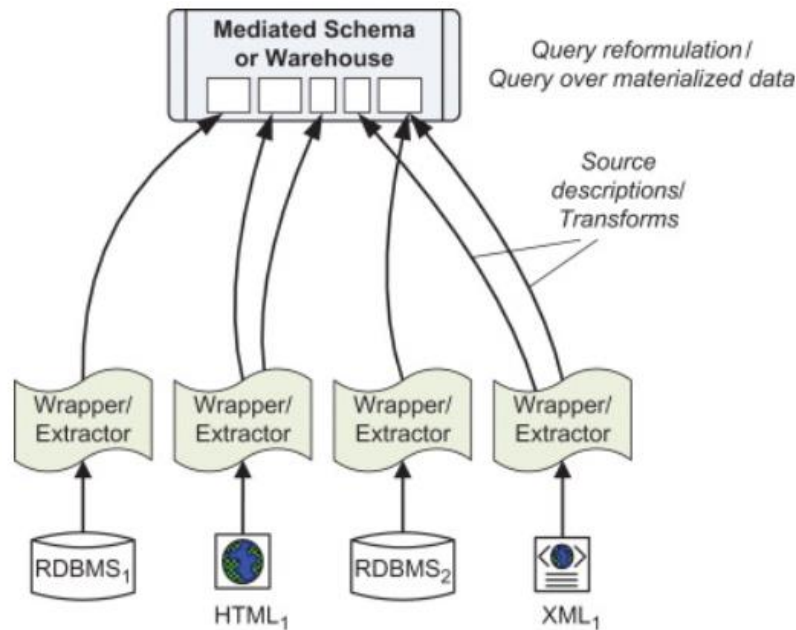 Mediated Schema
or Warehouse
Query reformulation/
Query over materialized data
Source
descriptions/
Transforms
Wrapper/
Extractor
Wrapper/
Extractor
Wrapper/
Extractor
Wrapper/
Extractor
RDBMS₁
HTML₁
RDBMS₂
XML₁